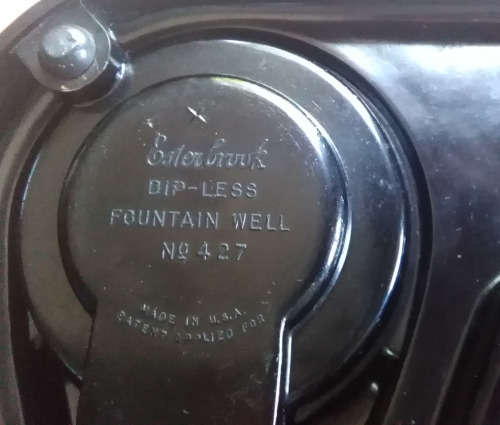 Esterbrook
DIP-LESS
FOUNTAIN WELL
Nº 427
MADE IN U.S.A.
PATENT APPLIED FOR